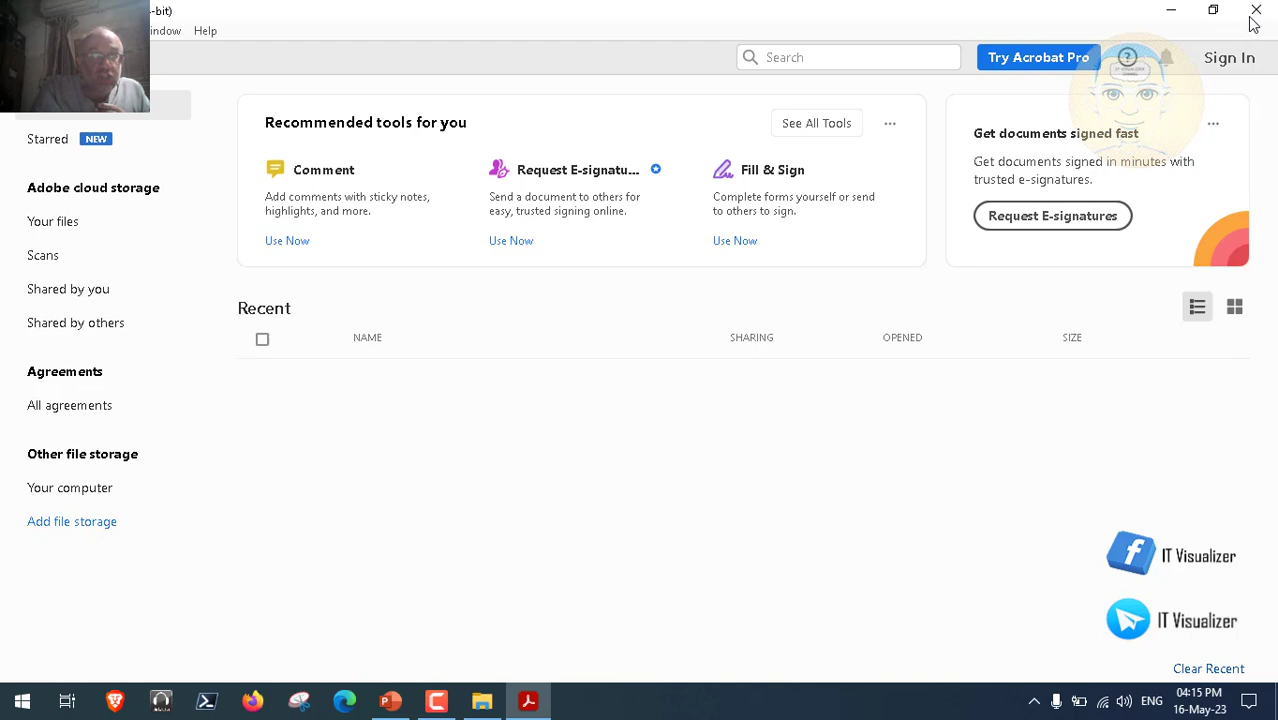 -bit)
indow Help
Search
Try Acrobat Pro
Sign In
Starred NEW
Adobe cloud storage
Your files
Scans
Shared by you
Shared by others
Agreements
All agreements
Other file storage
Your computer
Add file storage
Recommended tools for you
See All Tools
Comment
Add comments with sticky notes,
highlights, and more.
Use Now
Request E-signatu...
Send a document to others for
easy, trusted signing online.
Use Now
Fill & Sign
Complete forms yourself or send
to others to sign.
Use Now
Get documents signed fast
Get documents signed in minutes with
trusted e-signatures.
Request E-signatures
Recent
NAME SHARING OPENED SIZE
IT Visualizer
IT Visualizer
Clear Recent
ENG
04:15 PM
16-May-23